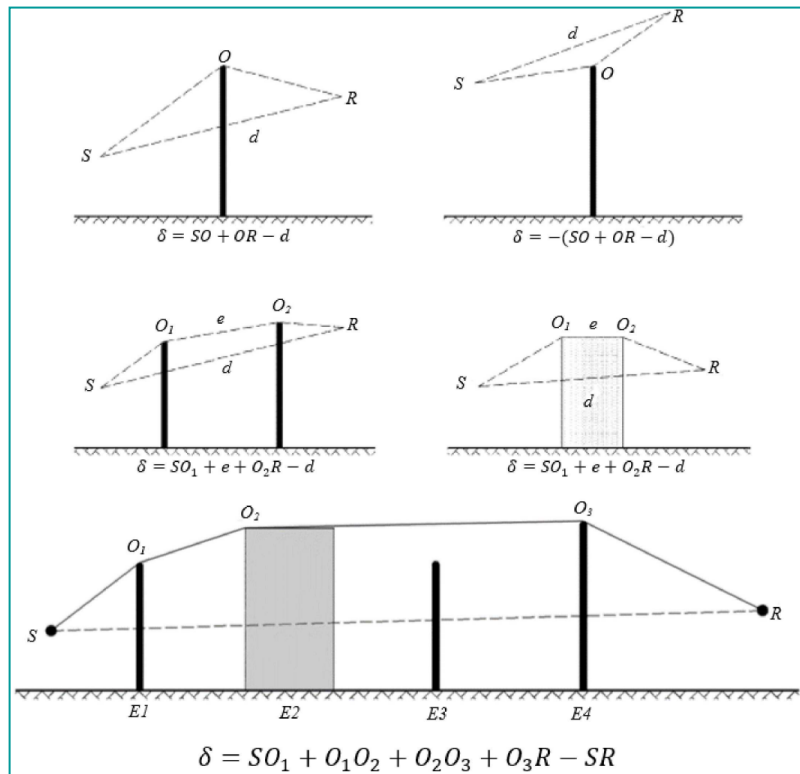 O
R
S
d
δ = SO + OR − d
R
d
S
O
δ = −(SO + OR − d)
O₁
e
O₂
R
S
d
δ = SO₁ + e + O₂R − d
O₁ e O₂
S
R
d
δ = SO₁ + e + O₂R − d
O₁
O₂
O₃
S
R
E1 E2 E3 E4
δ = SO₁ + O₁O₂ + O₂O₃ + O₃R − SR